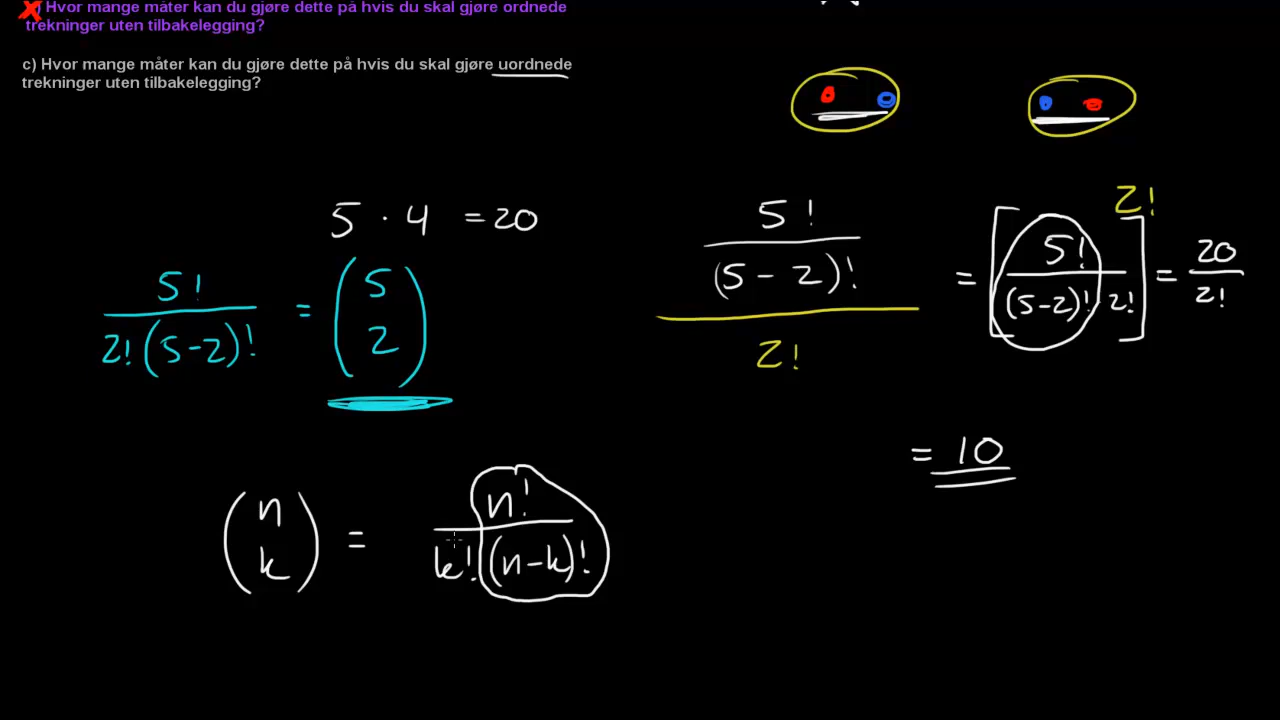 b) Hvor mange måter kan du gjøre dette på hvis du skal gjøre ordnede
trekninger uten tilbakelegging?
c) Hvor mange måter kan du gjøre dette på hvis du skal gjøre uordnede
trekninger uten tilbakelegging?
5 · 4 = 20
5! / 2!(5-2)! = (5 2)
5! / (5-2)! / 2! = [5! / (5-2)! 2!] 2! = 20 / 2!
= 10
(n k) = n! / k!(n-k)!